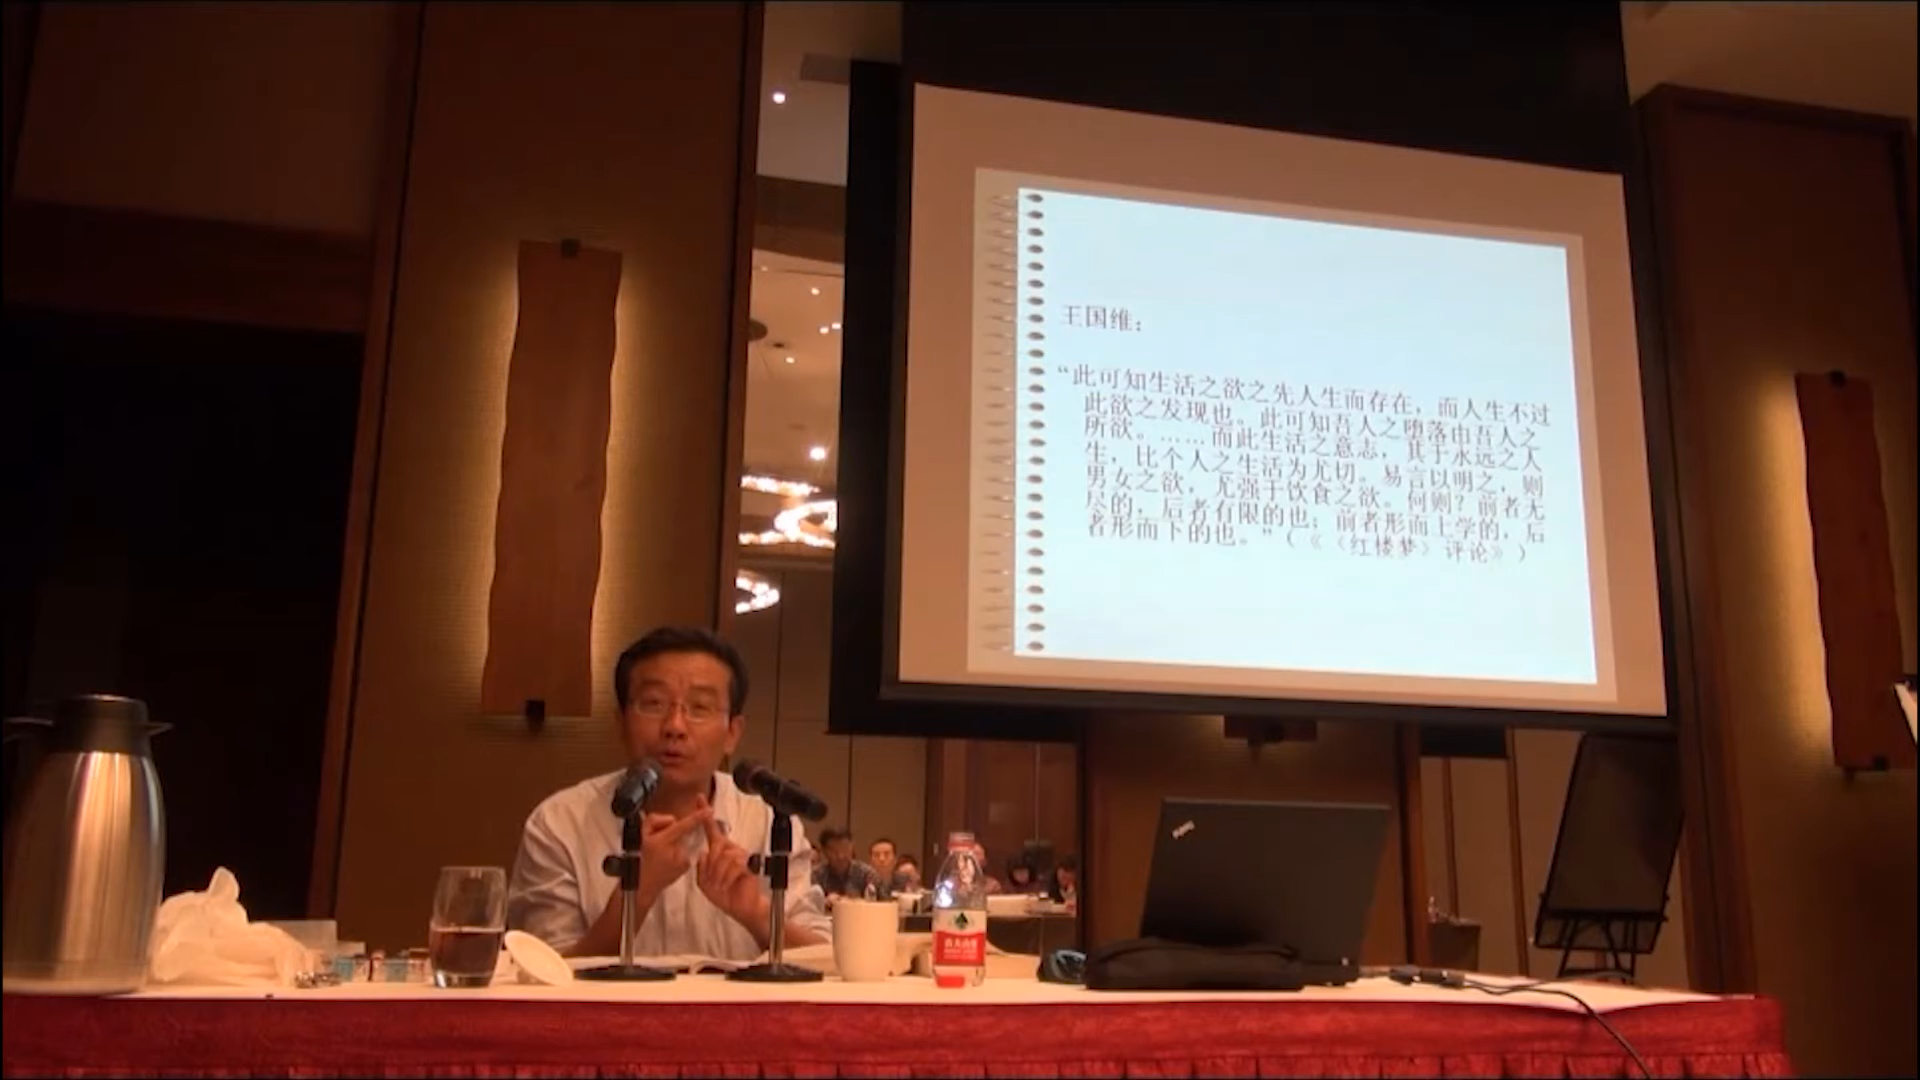 王国维：
“此可知生活之欲之先人生而存在，而人生不过
此欲之发现也。此可知吾人之堕落由吾人之
所欲。……而此生活之意志，其于永远之人
生，比个人之生活为尤切。易言以明之，则
男女之欲，尤强于饮食之欲。何则？前者无
尽的，后者有限的也；前者形而上学的，后
者形而下的也。”（《〈红楼梦〉评论》）
农夫山泉